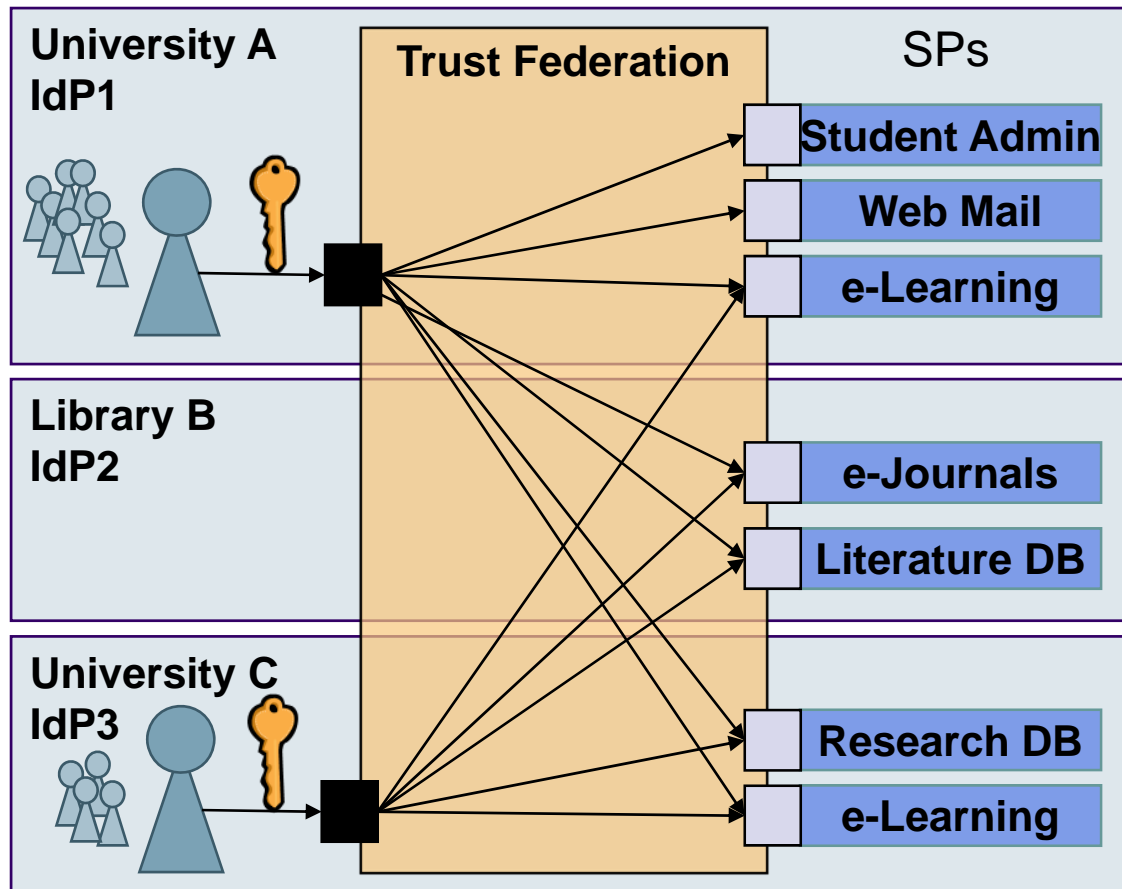 University A
IdP1
Trust Federation
SPs
Student Admin
Web Mail
e-Learning
Library B
IdP2
e-Journals
Literature DB
University C
IdP3
Research DB
e-Learning